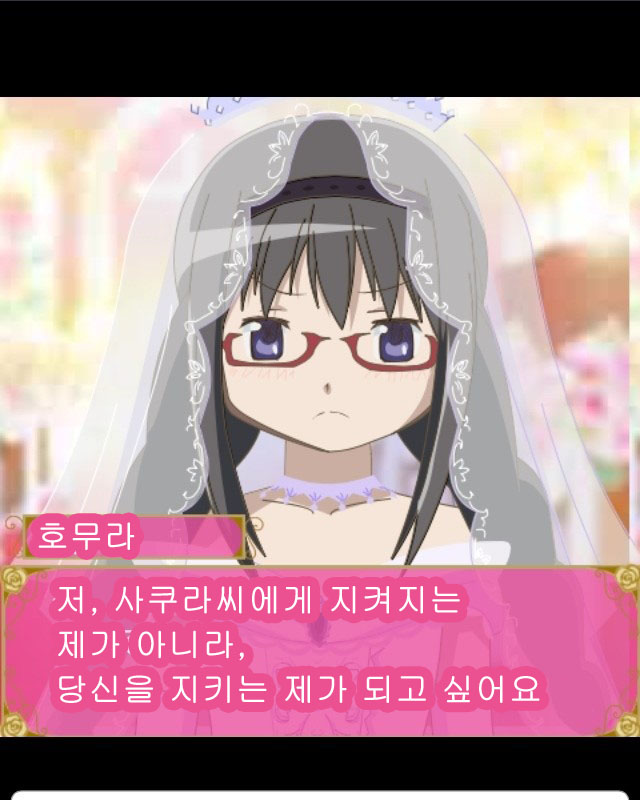 호무라
저, 사쿠라씨에게 지켜지는
제가 아니라,
당신을 지키는 제가 되고 싶어요